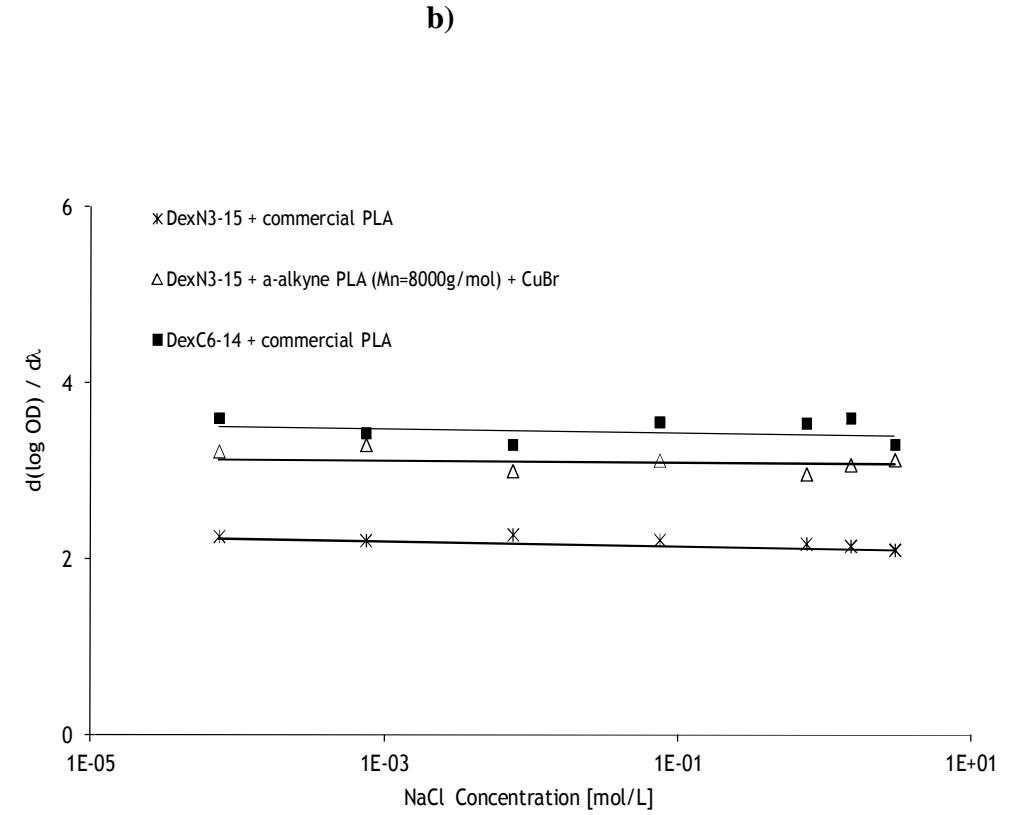 b)
6
DexN3-15 + commercial PLA
DexN3-15 + a-alkyne PLA (Mn=8000g/mol) + CuBr
DexC6-14 + commercial PLA
d(log OD) / dλ
4
2
0
1E-05 1E-03 1E-01 1E+01
NaCl Concentration [mol/L]